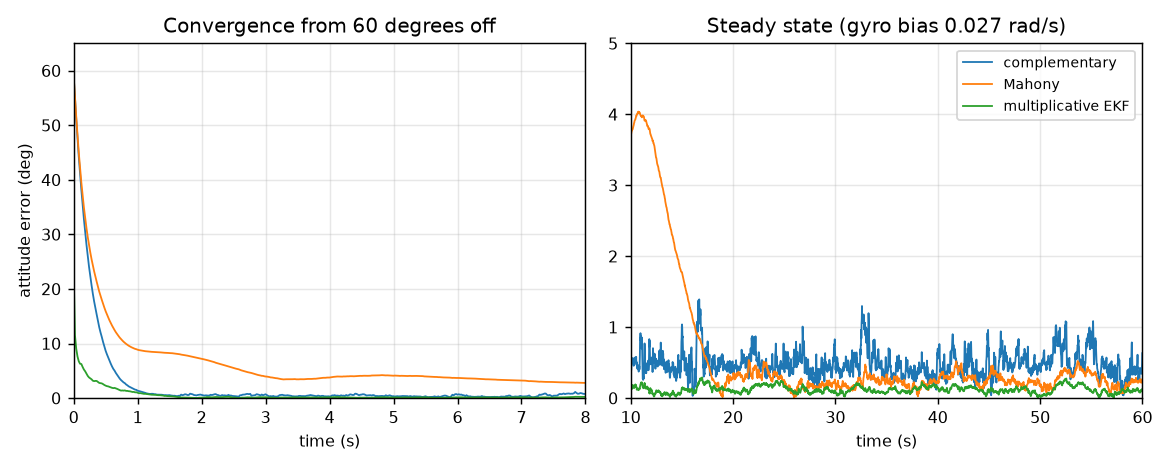 Convergence from 60 degrees off
attitude error (deg)
60
50
40
30
20
10
0
0 1 2 3 4 5 6 7 8
time (s)
Steady state (gyro bias 0.027 rad/s)
complementary
Mahony
multiplicative EKF
5
4
3
2
1
0
10 20 30 40 50 60
time (s)